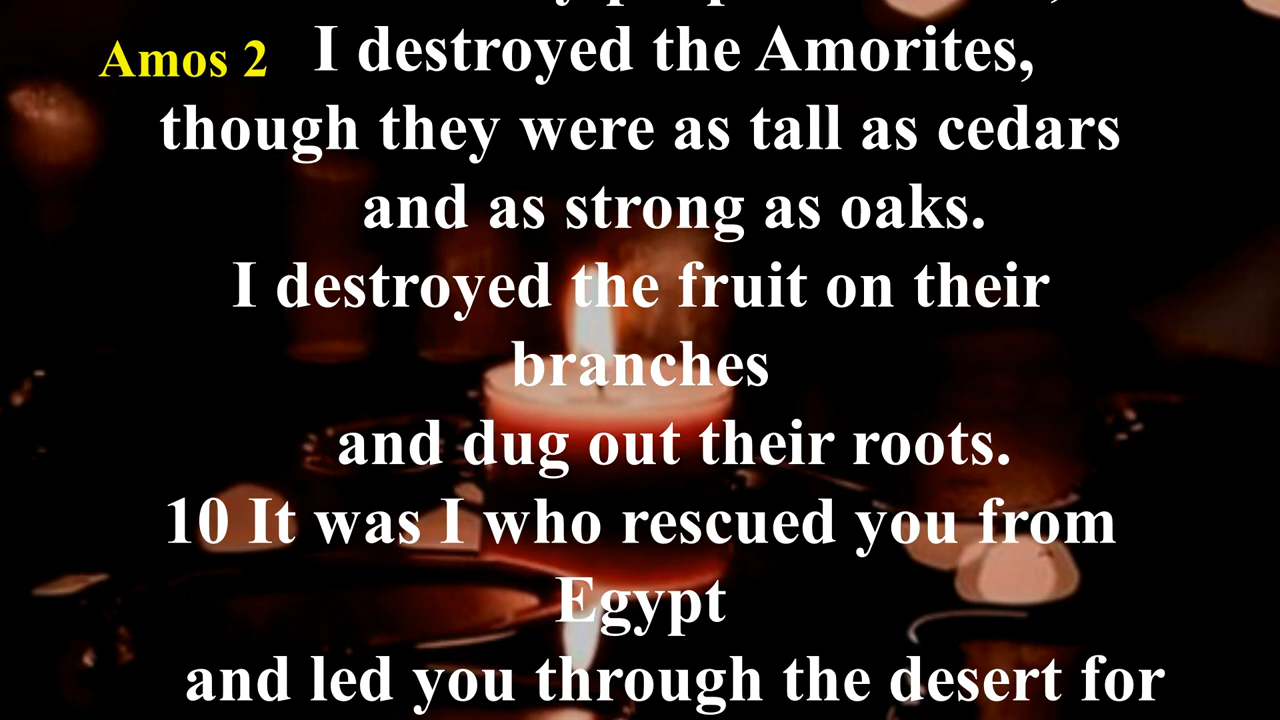 Amos 2
I destroyed the Amorites,
though they were as tall as cedars
and as strong as oaks.
I destroyed the fruit on their
branches
and dug out their roots.
10 It was I who rescued you from
Egypt
and led you through the desert for